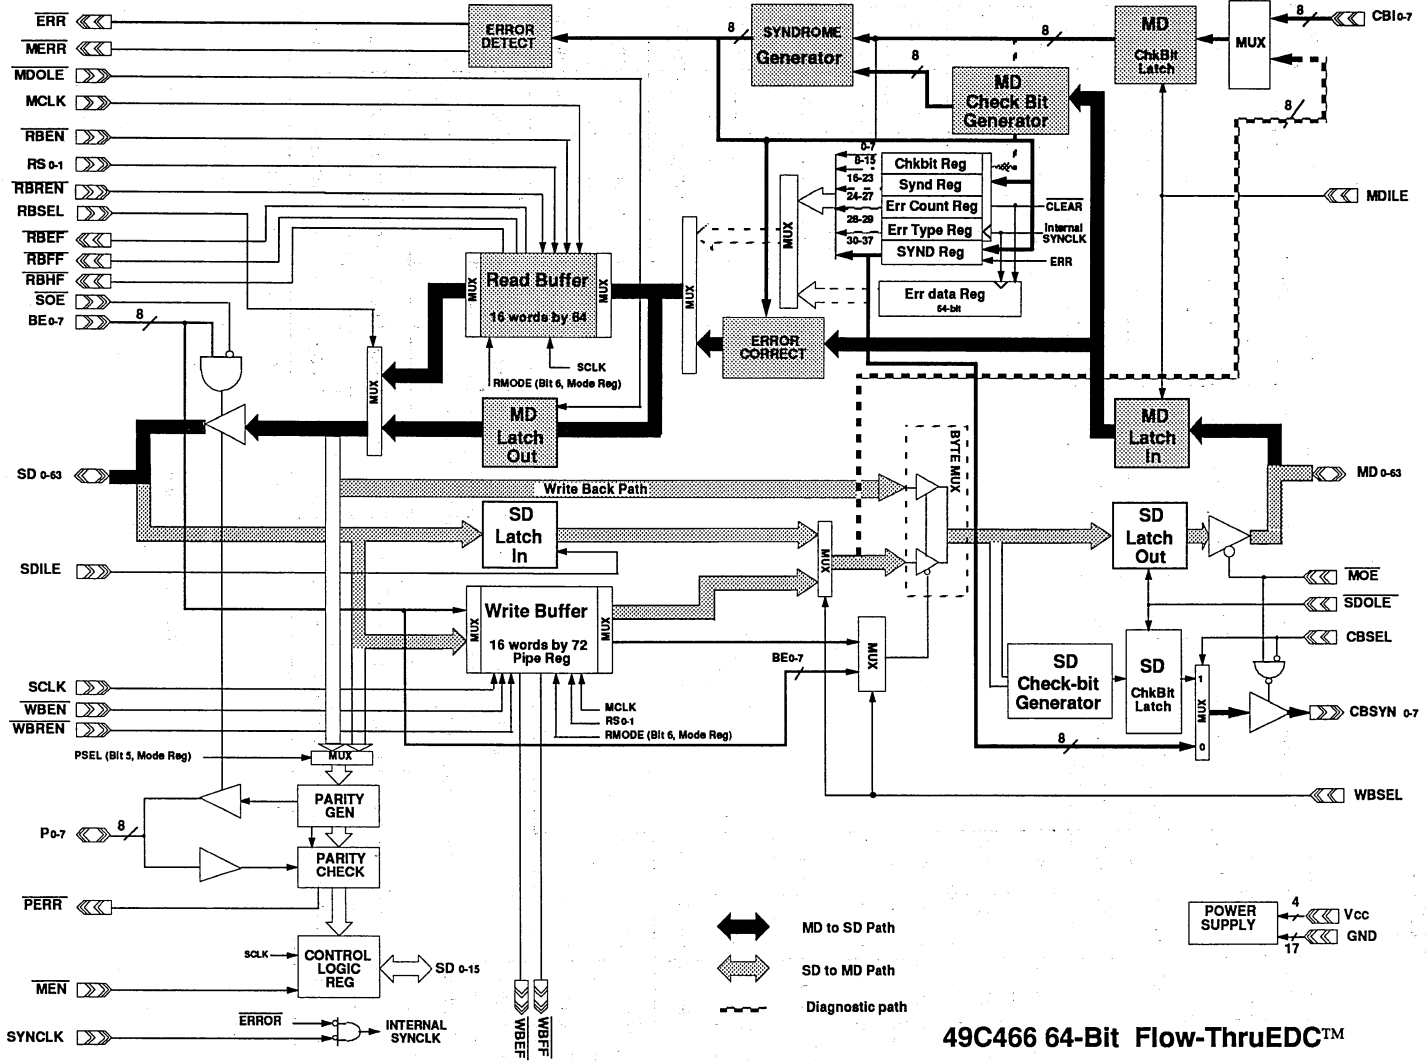 ERR
MERR
MDOLE
MCLK
RBEN
RS 0-1
RBREN
RBSEL
RBEF
RBFF
RBHF
SOE
BE 0-7
8
ERROR
DETECT
8
SYNDROME
Generator
8
8
MD
ChkBit
Latch
MUX
8
CBI 0-7
8
MD
Check Bit
Generator
0-7
8-15
16-23
24-27
28-29
30-37
Chkbit Reg
Synd Reg
Err Count Reg
Err Type Reg
SYND Reg
CLEAR
Internal
SYNCLK
ERR
Err data Reg
64-bit
MDILE
MUX
MUX
MUX
Read Buffer
16 words by 64
MUX
SCLK
RMODE (Bit 6, Mode Reg)
ERROR
CORRECT
MUX
MD
Latch
Out
MD
Latch
In
SD 0-63
MD 0-63
Write Back Path
BYTE MUX
SD
Latch
In
MUX
SD
Latch
Out
SDILE
MOE
SDOLE
CBSEL
MUX
Write Buffer
16 words by 72
Pipe Reg
MUX
BE0-7
MUX
SD
Check-bit
Generator
SD
ChkBit
Latch
1
MUX
0
CBSYN 0-7
8
SCLK
WBEN
WBREN
MCLK
RS 0-1
RMODE (Bit 6, Mode Reg)
PSEL (Bit 5, Mode Reg)
MUX
WBSEL
PARITY
GEN
P0-7
8
PARITY
CHECK
PERR
SCLK
CONTROL
LOGIC
REG
SD 0-15
MEN
SYNCLK
ERROR
INTERNAL
SYNCLK
WBEF
WBFF
MD to SD Path
SD to MD Path
Diagnostic path
POWER
SUPPLY
4
Vcc
17
GND
49C466 64-Bit Flow-ThruEDC™